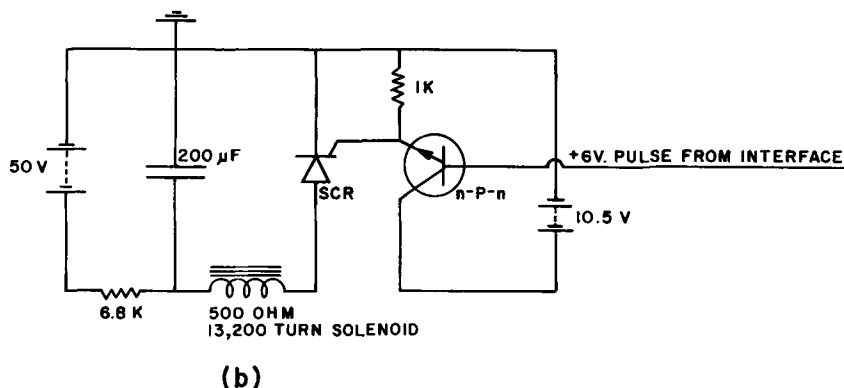 1K
50 V
200 µF
SCR
n-P-n
+6V. PULSE FROM INTERFACE
10.5 V
6.8 K
500 OHM
13,200 TURN SOLENOID
(b)